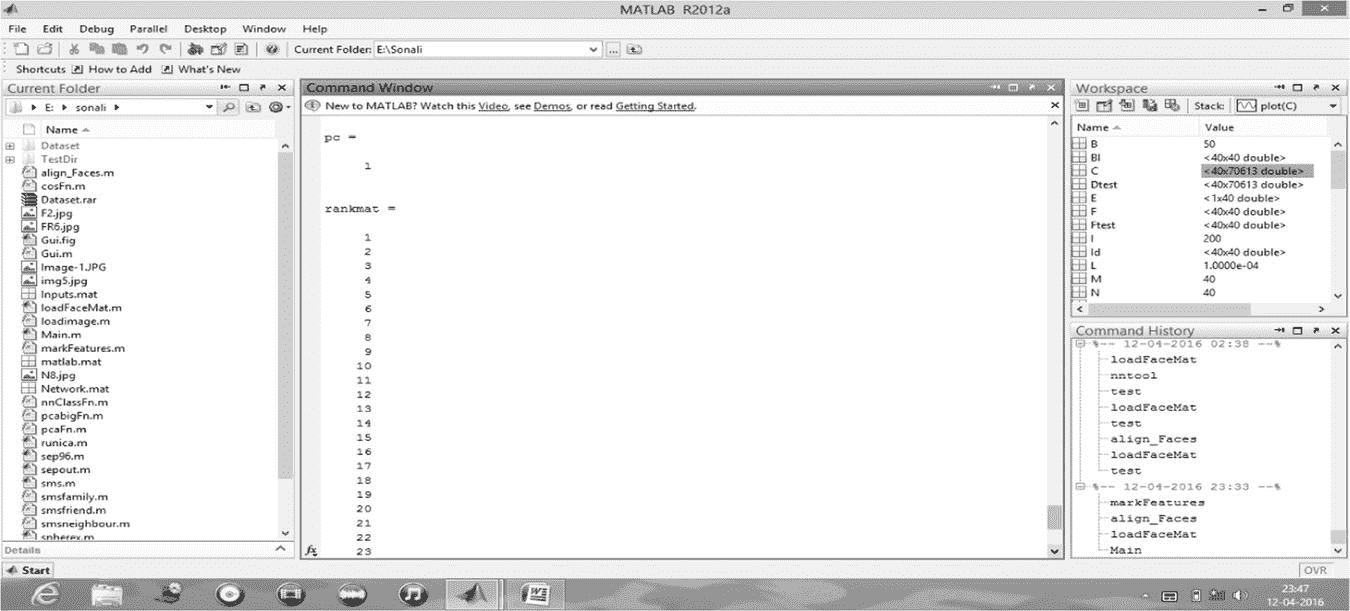 MATLAB R2012a
File Edit Debug Parallel Desktop Window Help
Current Folder: E:\Sonali
Shortcuts How to Add What's New
Current Folder
E: sonali
Name
Dataset
TestDir
align_Faces.m
cosFn.m
Dataset.rar
F2.jpg
FR6.jpg
Gui.fig
Gui.m
Image-1.JPG
img5.jpg
Inputs.mat
loadFaceMat.m
loadimage.m
Main.m
markFeatures.m
matlab.mat
N8.jpg
Network.mat
nnClassFn.m
pcabigFn.m
pcaFn.m
runica.m
sep96.m
sepout.m
sms.m
smsfamily.m
smsfriend.m
smsneighbour.m
spherex.m
Details
Command Window
New to MATLAB? Watch this Video, see Demos, or read Getting Started.
pc =
1
rankmat =
1
2
3
4
5
6
7
8
9
10
11
12
13
14
15
16
17
18
19
20
21
22
23
fx
Workspace
Stack: plot(C)
Name Value
B 50
BI <40x40 double>
C <40x70613 double>
Dtest <40x70613 double>
E <1x40 double>
F <40x40 double>
Ftest <40x40 double>
I 200
Id <40x40 double>
L 1.0000e-04
M 40
N 40
Command History
%-- 12-04-2016 02:38 --%
loadFaceMat
nntool
test
loadFaceMat
test
align_Faces
loadFaceMat
test
%-- 12-04-2016 23:33 --%
markFeatures
align_Faces
loadFaceMat
Main
Start
OVR
23:47
12-04-2016